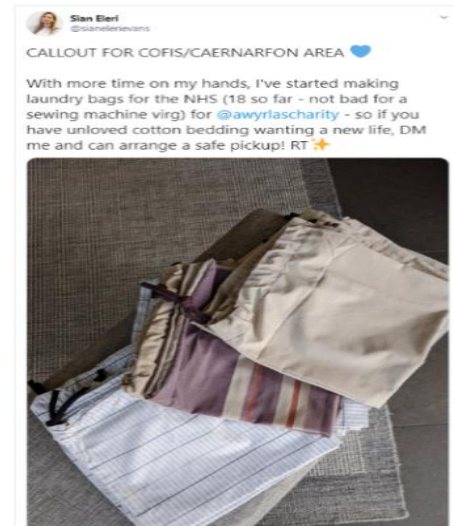 Sian Eleri
@sianelerievans
CALLOUT FOR COFIS/CAERNARFON AREA 💙
With more time on my hands, I've started making
laundry bags for the NHS (18 so far - not bad for a
sewing machine virg) for @awyrlascharity - so if you
have unloved cotton bedding wanting a new life, DM
me and can arrange a safe pickup! RT ✨